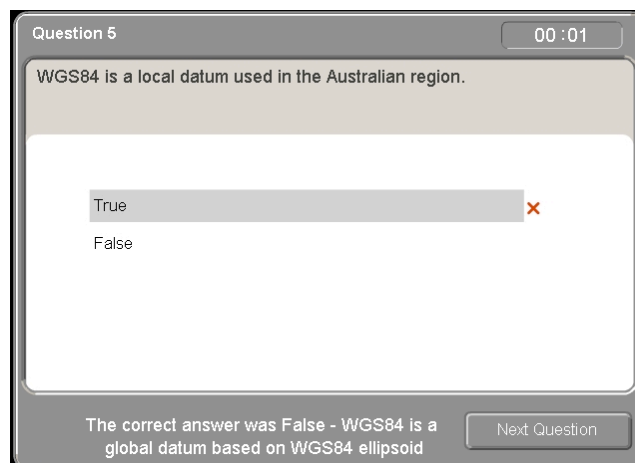 Question 5
00:01
WGS84 is a local datum used in the Australian region.
True
False
The correct answer was False - WGS84 is a
global datum based on WGS84 ellipsoid
Next Question